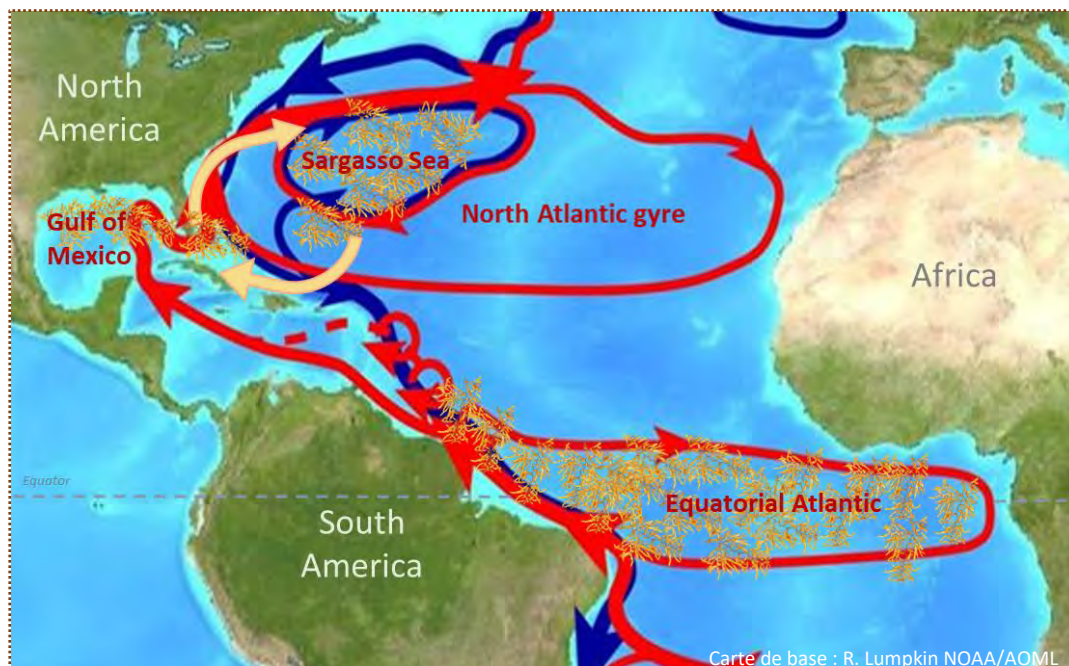 North
America
Sargasso Sea
North Atlantic gyre
Gulf of
Mexico
Africa
Equator
Equatorial Atlantic
South
America
Carte de base : R. Lumpkin NOAA/AOML